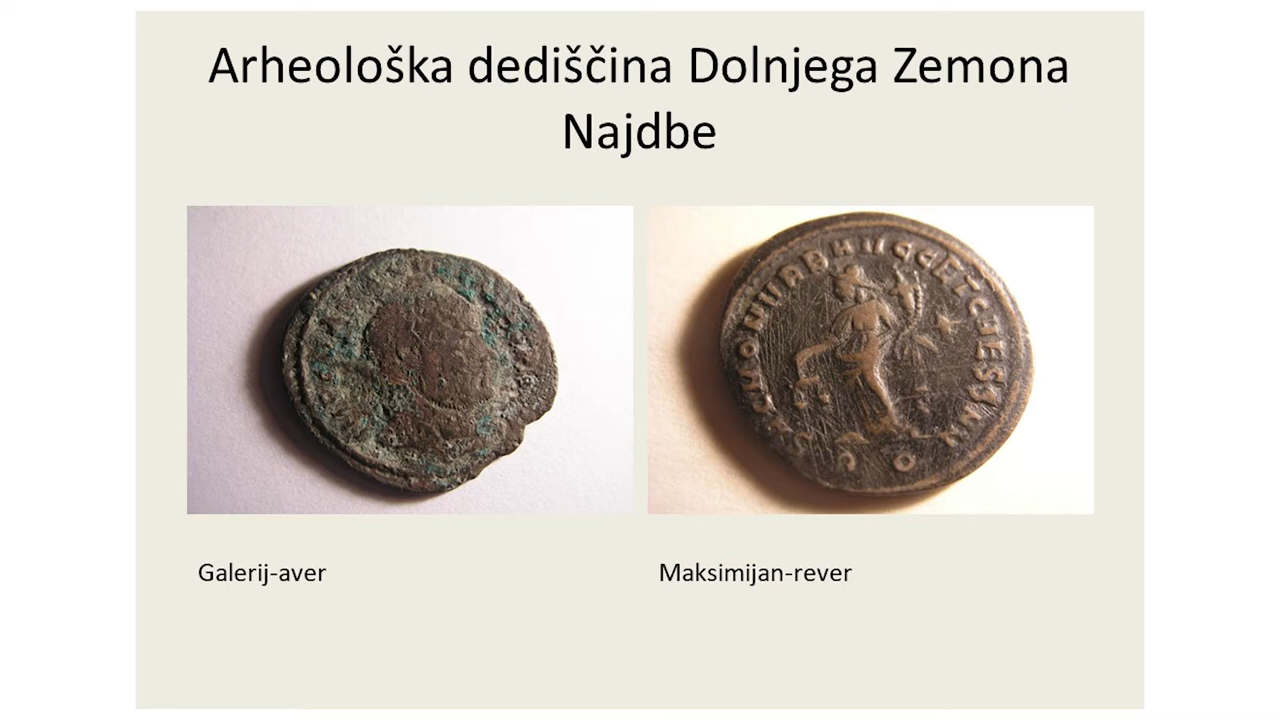 Arheološka dediščina Dolnjega Zemona
Najdbe
Galerij-aver
Maksimijan-rever